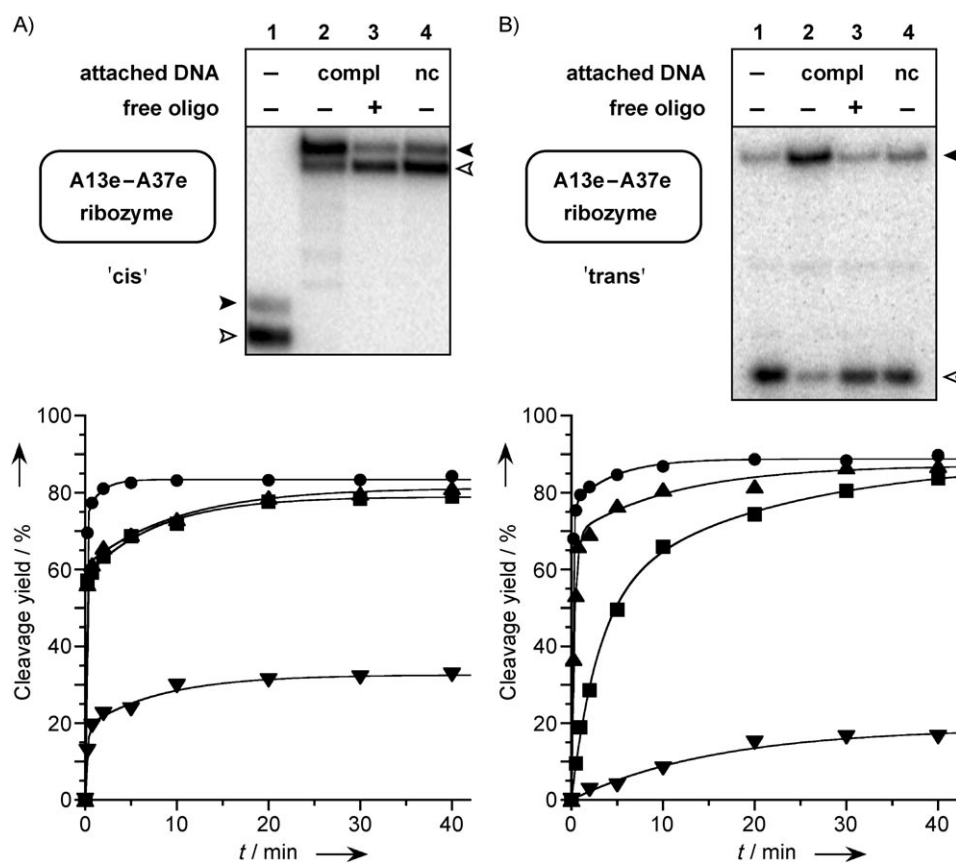 A)
1 2 3 4
attached DNA – compl nc
free oligo – – + –
A13e–A37e
ribozyme
'cis'
100
80
60
40
20
0
Cleavage yield / %
0 10 20 30 40
t / min
B)
1 2 3 4
attached DNA – compl nc
free oligo – – + –
A13e–A37e
ribozyme
'trans'
100
80
60
40
20
0
Cleavage yield / %
0 10 20 30 40
t / min